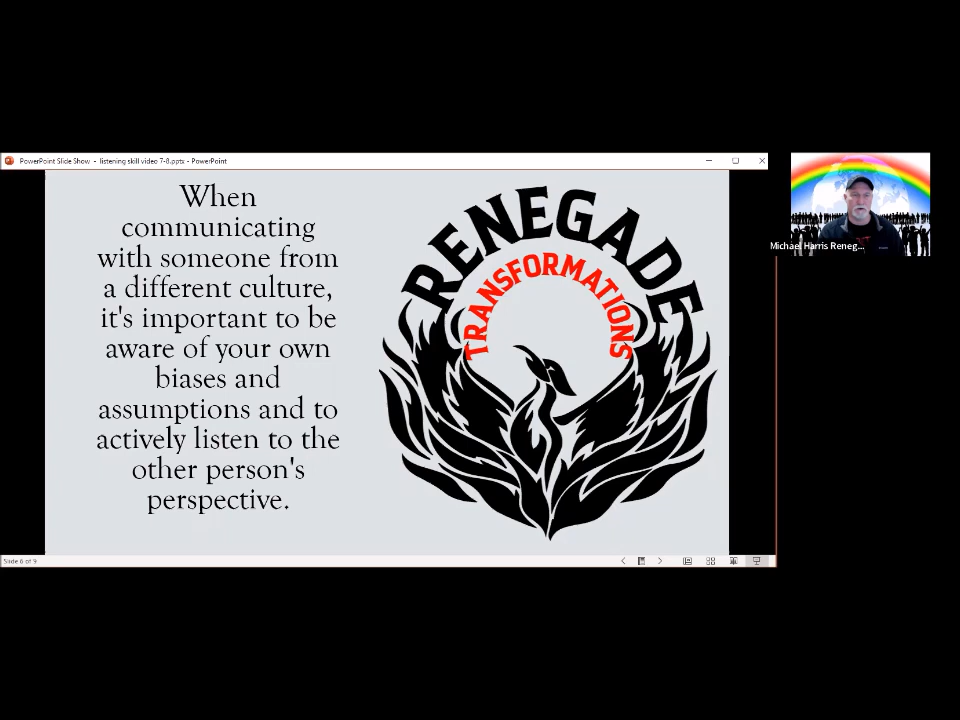 PowerPoint Slide Show - listening skill video 7-8.pptx - PowerPoint
When
communicating
with someone from
a different culture,
it's important to be
aware of your own
biases and
assumptions and to
actively listen to the
other person's
perspective.
RENEGADE
TRANSFORMATIONS
Michael Harris Reneg...
Slide 6 of 9